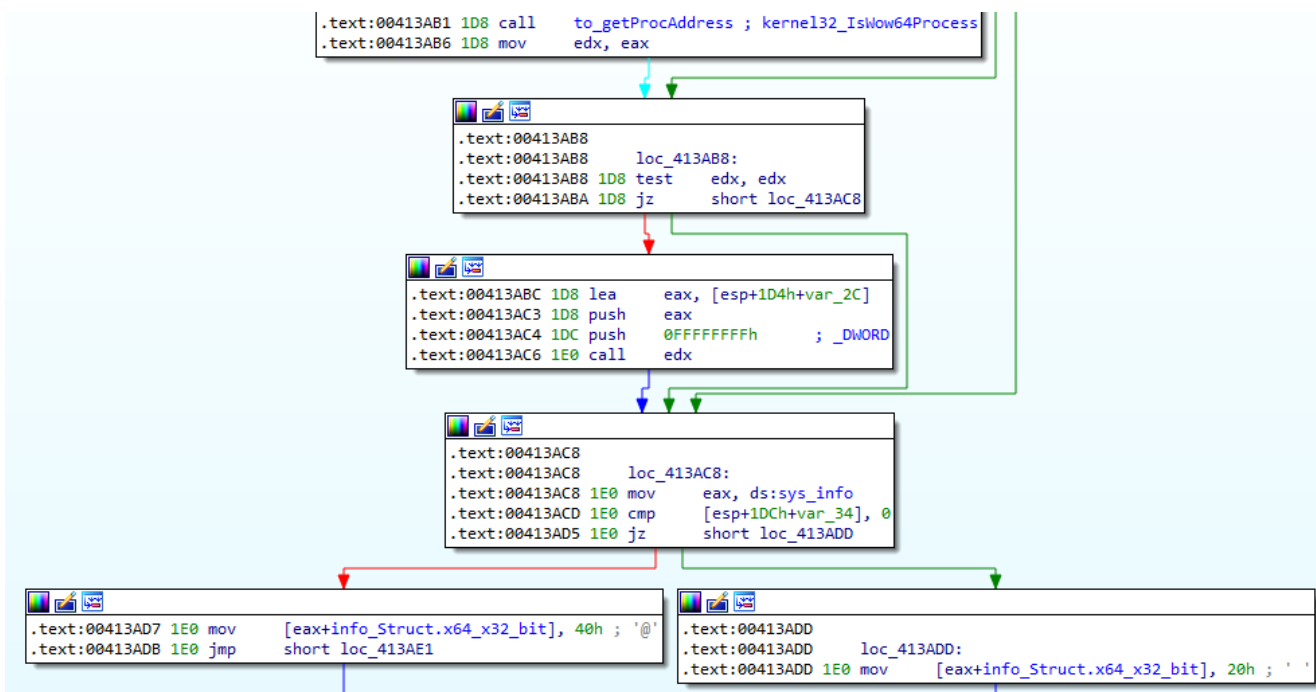 .text:00413AB1 1D8 call to_getProcAddress ; kernel32_IsWow64Process
.text:00413AB6 1D8 mov edx, eax
.text:00413AB8
.text:00413AB8 loc_413AB8:
.text:00413AB8 1D8 test edx, edx
.text:00413ABA 1D8 jz short loc_413AC8
.text:00413ABC 1D8 lea eax, [esp+1D4h+var_2C]
.text:00413AC3 1D8 push eax
.text:00413AC4 1DC push 0FFFFFFFFh ; _DWORD
.text:00413AC6 1E0 call edx
.text:00413AC8
.text:00413AC8 loc_413AC8:
.text:00413AC8 1E0 mov eax, ds:sys_info
.text:00413ACD 1E0 cmp [esp+1DCh+var_34], 0
.text:00413AD5 1E0 jz short loc_413ADD
.text:00413AD7 1E0 mov [eax+info_Struct.x64_x32_bit], 40h ; '@'
.text:00413ADB 1E0 jmp short loc_413AE1
.text:00413ADD
.text:00413ADD loc_413ADD:
.text:00413ADD 1E0 mov [eax+info_Struct.x64_x32_bit], 20h ; ' '